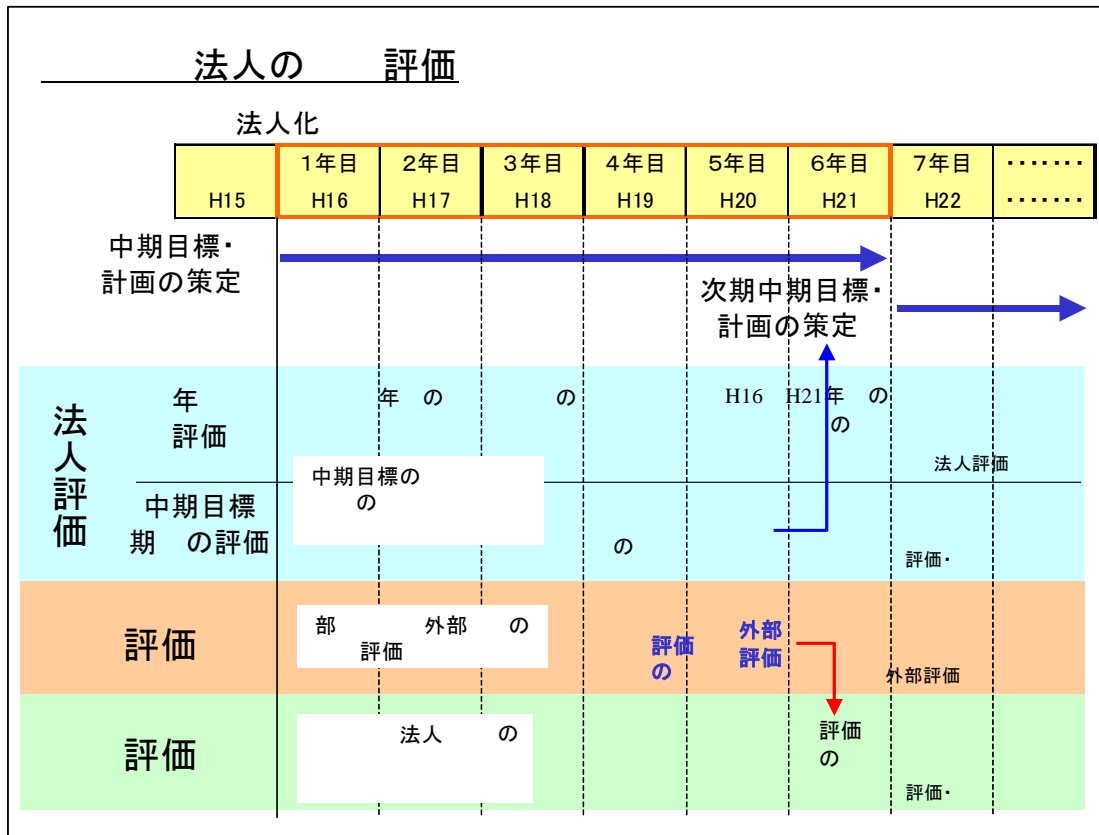 法人の 評価
法人化
1年目 2年目 3年目 4年目 5年目 6年目 7年目 ・・・・・・・
H15 H16 H17 H18 H19 H20 H21 H22 ・・・・・・・
中期目標・
計画の策定
次期中期目標・
計画の策定
法人評価
年
評価
年 の の
H16 H21年 の
の
法人評価
中期目標の
の
中期目標
期 の評価
の
評価・
評価
部 外部 の
評価
評価
の
外部
評価
外部評価
評価
法人 の
評価
の
評価・